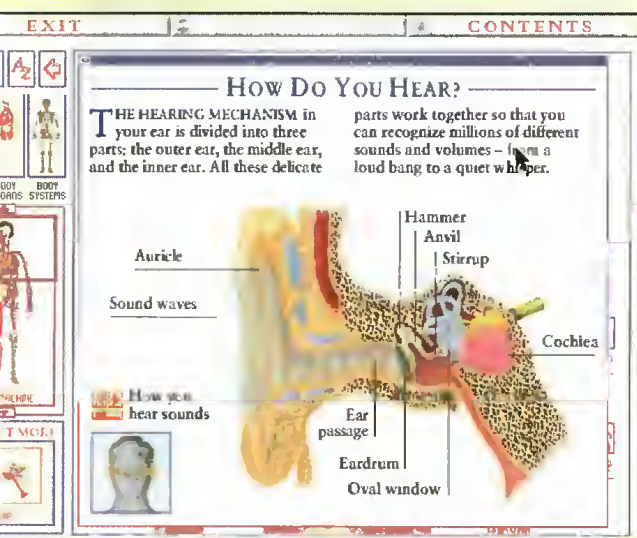 EXIT
CONTENTS
AZ
BODY SYSTEMS
HOW DO YOU HEAR?
THE HEARING MECHANISM in
your ear is divided into three
parts: the outer ear, the middle ear,
and the inner ear. All these delicate
parts work together so that you
can recognize millions of different
sounds and volumes – from a
loud bang to a quiet whisper.
Hammer
Anvil
Stirrup
Auricle
Sound waves
Cochlea
How you
hear sounds
Ear
passage
Eardrum
Oval window